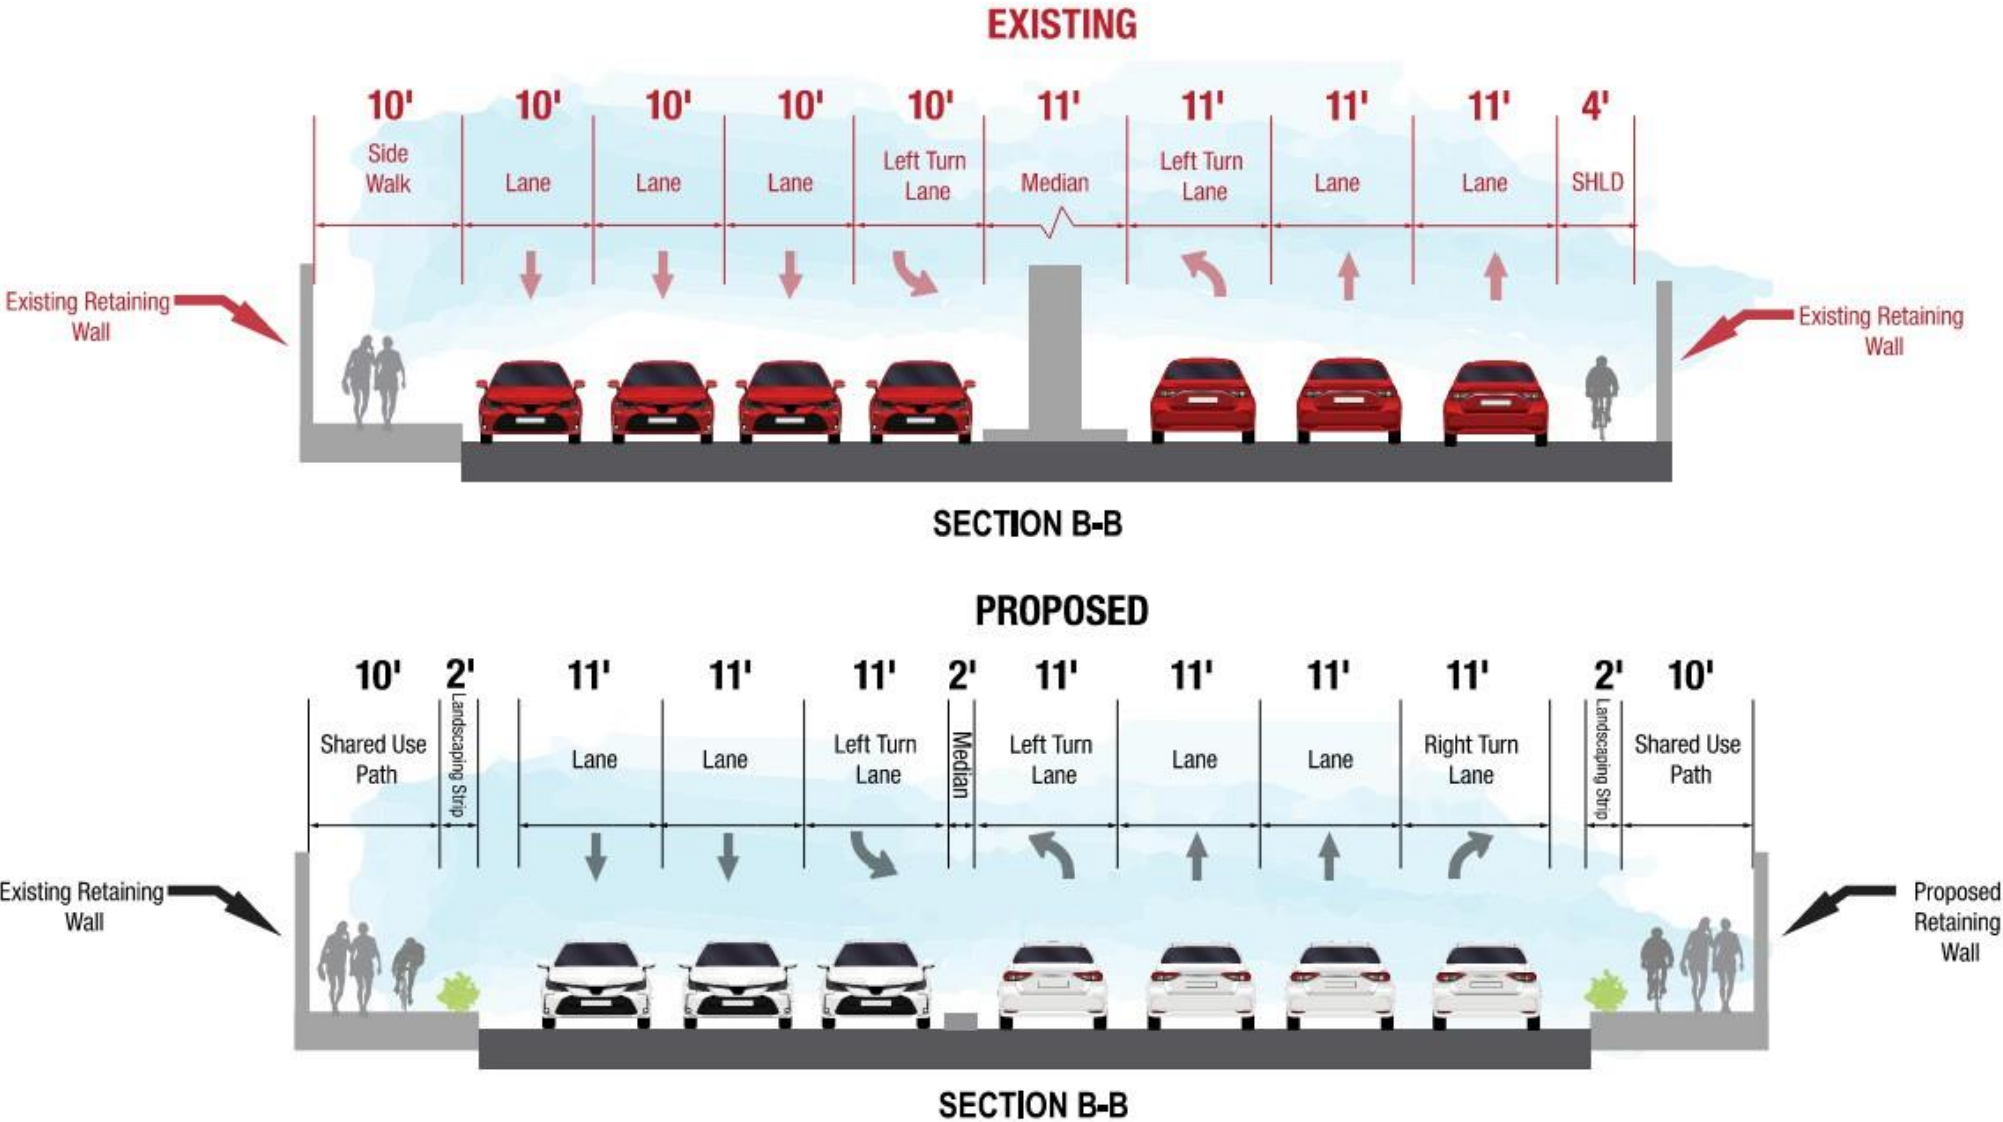 EXISTING
10' 10' 10' 10' 10' 11' 11' 11' 11' 4'
Side
Walk
Lane
Lane
Lane
Left Turn
Lane
Median
Left Turn
Lane
Lane
Lane
SHLD
Existing Retaining
Wall
Existing Retaining
Wall
SECTION B-B
PROPOSED
10' 2' 11' 11' 11' 2' 11' 11' 11' 11' 2' 10'
Shared Use
Path
Landscaping Strip
Lane
Lane
Left Turn
Lane
Median
Left Turn
Lane
Lane
Lane
Right Turn
Lane
Landscaping Strip
Shared Use
Path
Existing Retaining
Wall
Proposed
Retaining
Wall
SECTION B-B